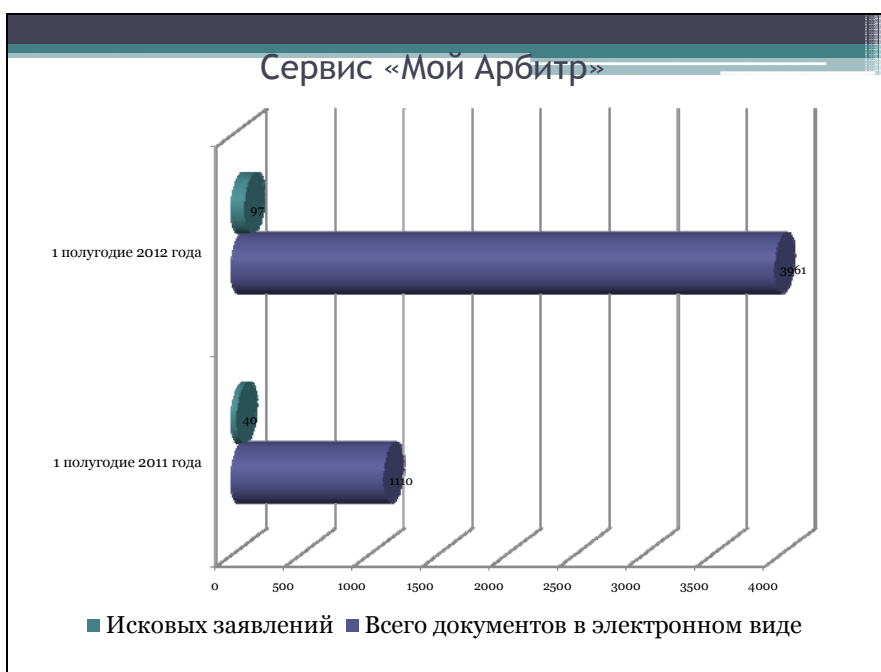 Сервис «Мой Арбитр»
97
1 полугодие 2012 года
3961
40
1 полугодие 2011 года
1110
0 500 1000 1500 2000 2500 3000 3500 4000
Исковых заявлений Всего документов в электронном виде